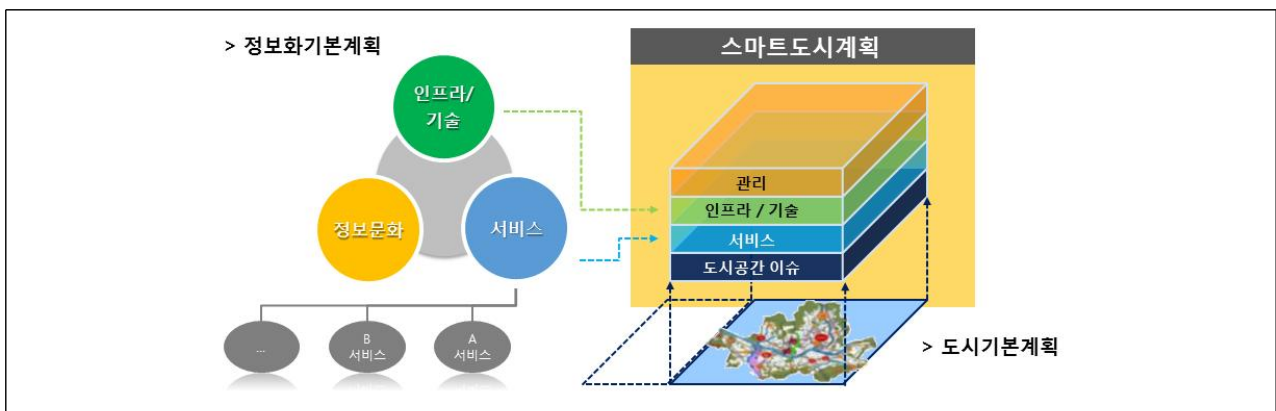 > 정보화기본계획
인프라/
기술
정보문화
서비스
...
B
서비스
A
서비스
스마트도시계획
관리
인프라 / 기술
서비스
도시공간 이슈
> 도시기본계획